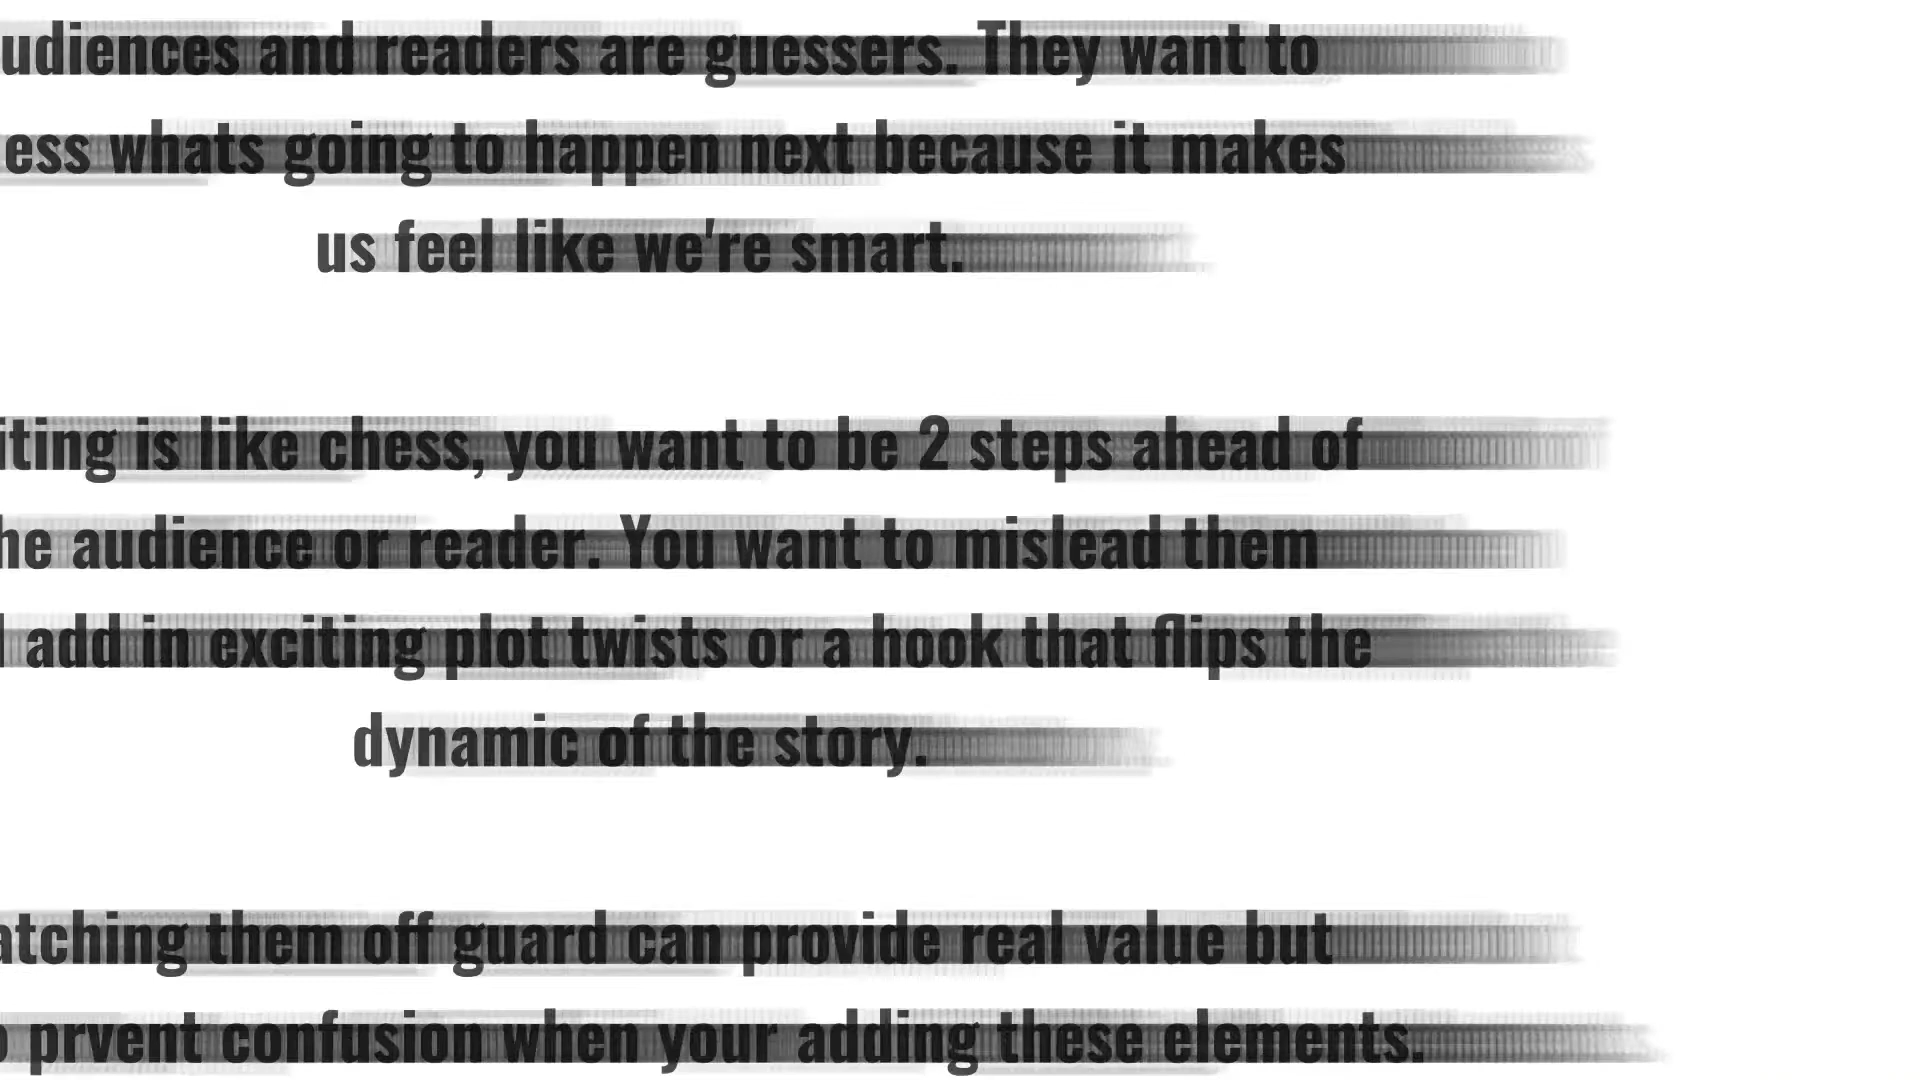 udiences and readers are guessers. They want to
ess whats going to happen next because it makes
us feel like we're smart.
iting is like chess, you want to be 2 steps ahead of
he audience or reader. You want to mislead them
add in exciting plot twists or a hook that flips the
dynamic of the story.
atching them off guard can provide real value but
prvent confusion when your adding these elements.